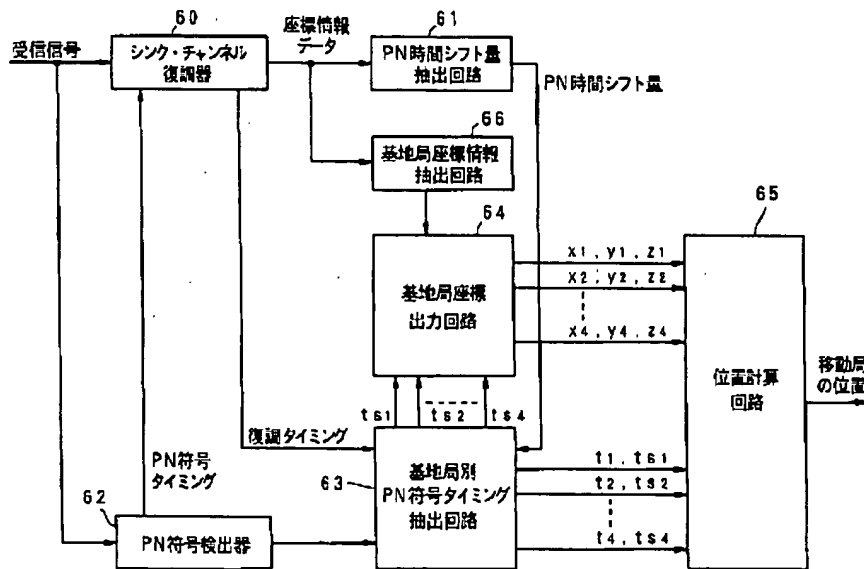 60
座標情報
データ
61
受信信号
シンク・チャンネル
復調器
PN時間シフト量
抽出回路
PN時間シフト量
66
基地局座標情報
抽出回路
64
65
x1, y1, z1
x2, y2, z2
x4, y4, z4
基地局座標
出力回路
位置計算
回路
移動局
の位置
ts1
ts2
ts4
復調タイミング
PN符号
タイミング
63
基地局別
PN符号タイミング
抽出回路
t1, ts1
t2, ts2
t4, ts4
62
PN符号検出器